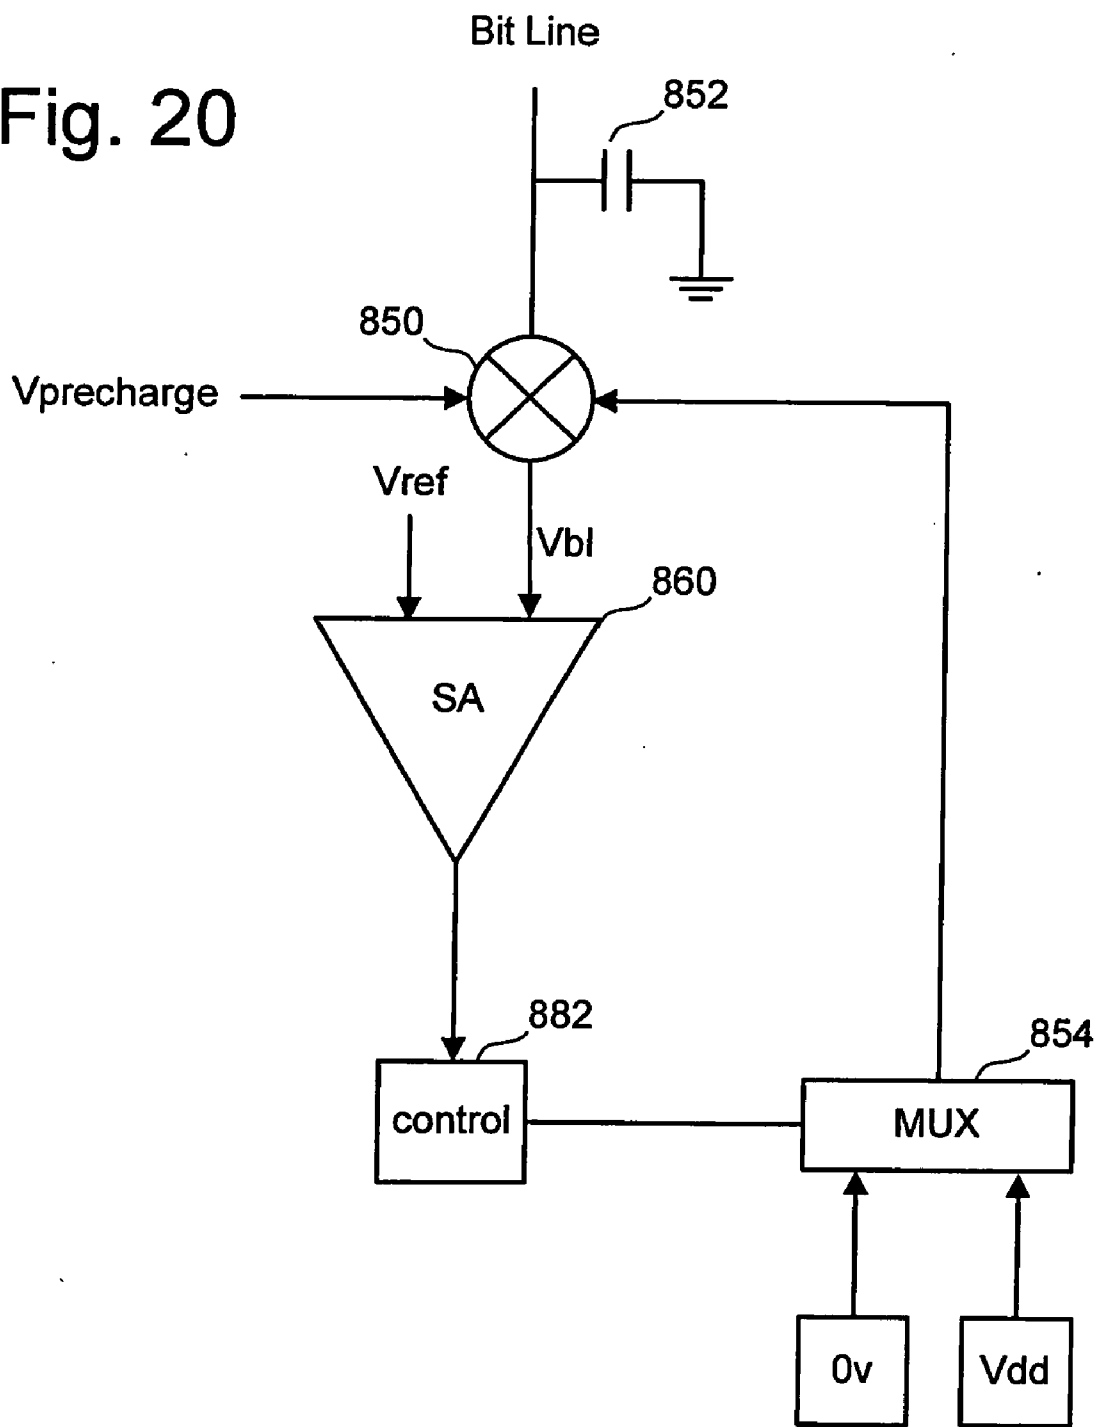 Bit Line
Fig. 20
852
850
Vprecharge
Vref
Vbl
860
SA
882
854
control
MUX
0v
Vdd